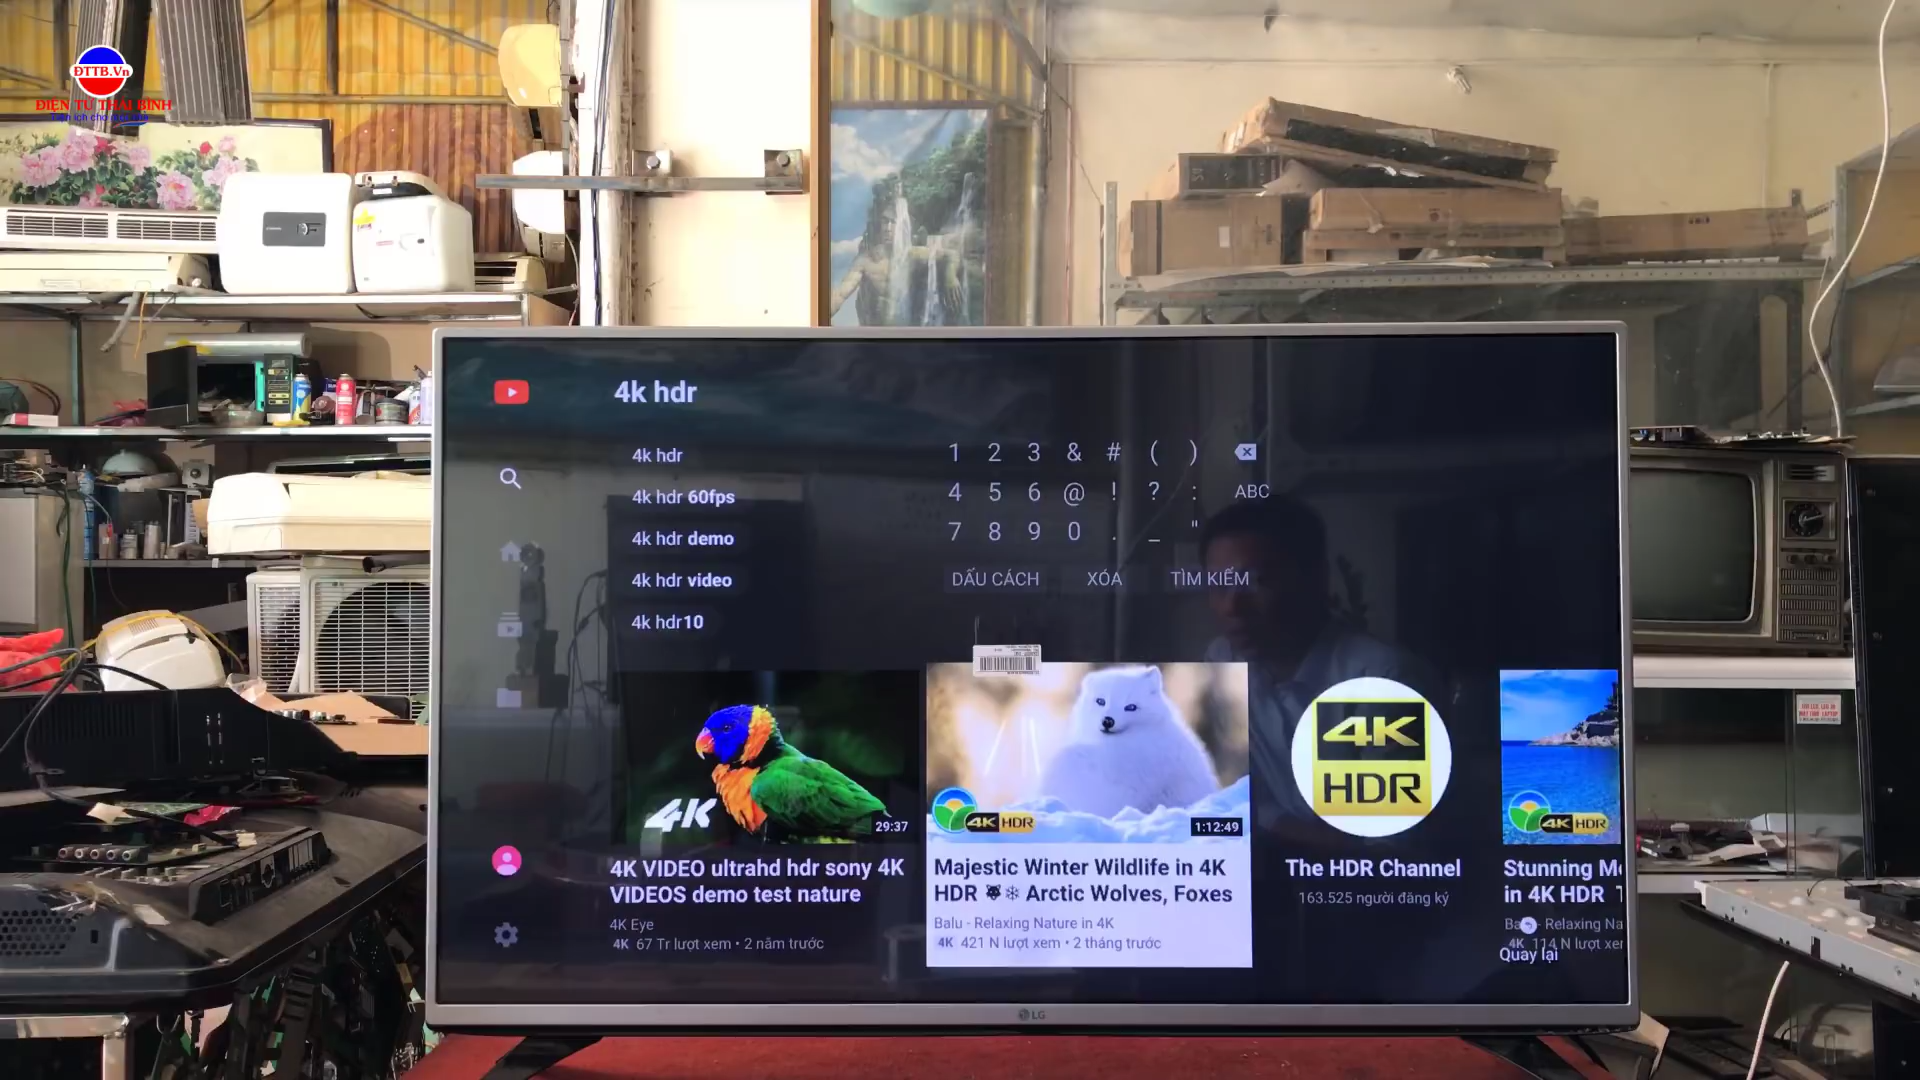 ĐTTB.Vn
ĐIỆN TỬ THÁI BÌNH
4k hdr
4k hdr
4k hdr 60fps
4k hdr demo
4k hdr video
4k hdr10
1 2 3 & # ( )
4 5 6 @ ! ? : ABC
7 8 9 0 . _ "
DẤU CÁCH XÓA TÌM KIẾM
4K
29:37
4K VIDEO ultrahd hdr sony 4K
VIDEOS demo test nature
4K Eye
4K 67 Tr lượt xem • 2 năm trước
4K HDR
1:12:49
Majestic Winter Wildlife in 4K
HDR 🐺❄ Arctic Wolves, Foxes
Balu - Relaxing Nature in 4K
4K 421 N lượt xem • 2 tháng trước
4K
HDR
The HDR Channel
163.525 người đăng ký
4K HDR
Stunning
in 4K HDR
Relaxing Na
4K 114 N lượt xe
Quay lại
LG